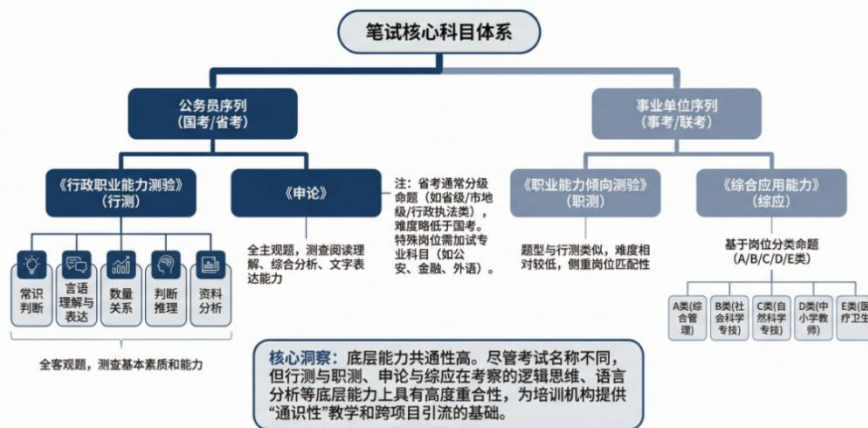 笔试核心科目体系
公务员序列
（国考/省考）
事业单位序列
（事考/联考）
《行政职业能力测验》
（行测）
《申论》
注：省考通常分级
命题（如省级/市地
级/行政执法类），
难度略低于国考。
特殊岗位需加试专
业科目（如公
安、金融、外语）。
《职业能力倾向测验》
（职测）
《综合应用能力》
（综应）
全主观题，测查阅读理
解、综合分析、文字表
达能力
题型与行测类似，难度相
对较低，侧重岗位匹配性
基于岗位分类命题
（A/B/C/D/E类）
常识
判断
言语
理解与
表达
数量
关系
判断
推理
资料
分析
A类(综
合管
理)
B类(社
会科学
专技)
C类(自
然科学
专技)
D类(中
小学教
师)
E类(医
疗卫生
全客观题，测查基本素质和能力
核心洞察：底层能力共通性高。尽管考试名称不同，
但行测与职测、申论与综应在考察的逻辑思维、语言
分析等底层能力上具有高度重合性，为培训机构提供
“通识性”教学和跨项目引流的基础。